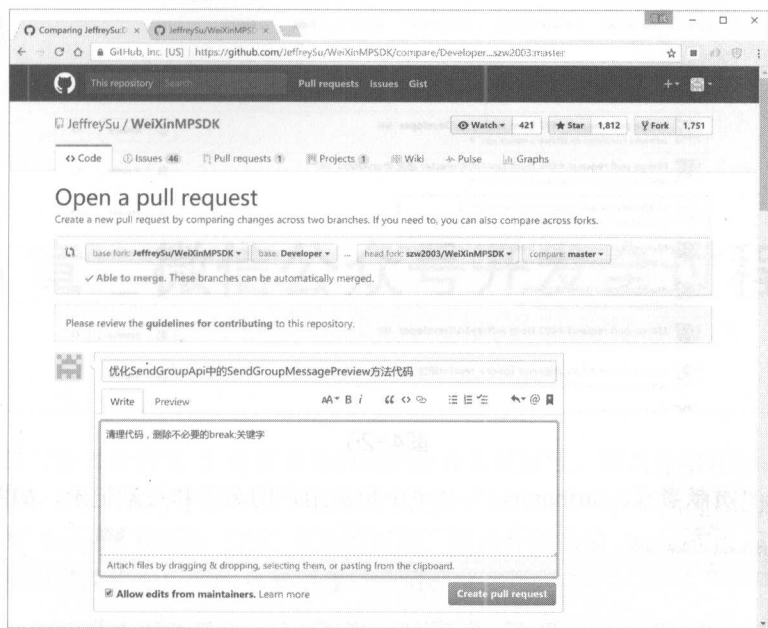 Comparing JeffreySu:D
JeffreySu/WeiXinMPSD
GitHub, Inc. [US] | https://github.com/JeffreySu/WeiXinMPSDK/compare/Developer...szw2003:master
This repository Search
Pull requests Issues Gist
JeffreySu / WeiXinMPSDK
Watch 421 Star 1,812 Fork 1,751
Code Issues 46 Pull requests 1 Projects 1 Wiki Pulse Graphs
Open a pull request
Create a new pull request by comparing changes across two branches. If you need to, you can also compare across forks.
base fork: JeffreySu/WeiXinMPSDK base: Developer ... head fork: szw2003/WeiXinMPSDK compare: master
✓ Able to merge. These branches can be automatically merged.
Please review the guidelines for contributing to this repository.
优化SendGroupApi中的SendGroupMessagePreview方法代码
Write Preview AA B i “ <> @
清理代码，删除不必要的break;关键字
Attach files by dragging & dropping, selecting them, or pasting from the clipboard.
Allow edits from maintainers. Learn more
Create pull request